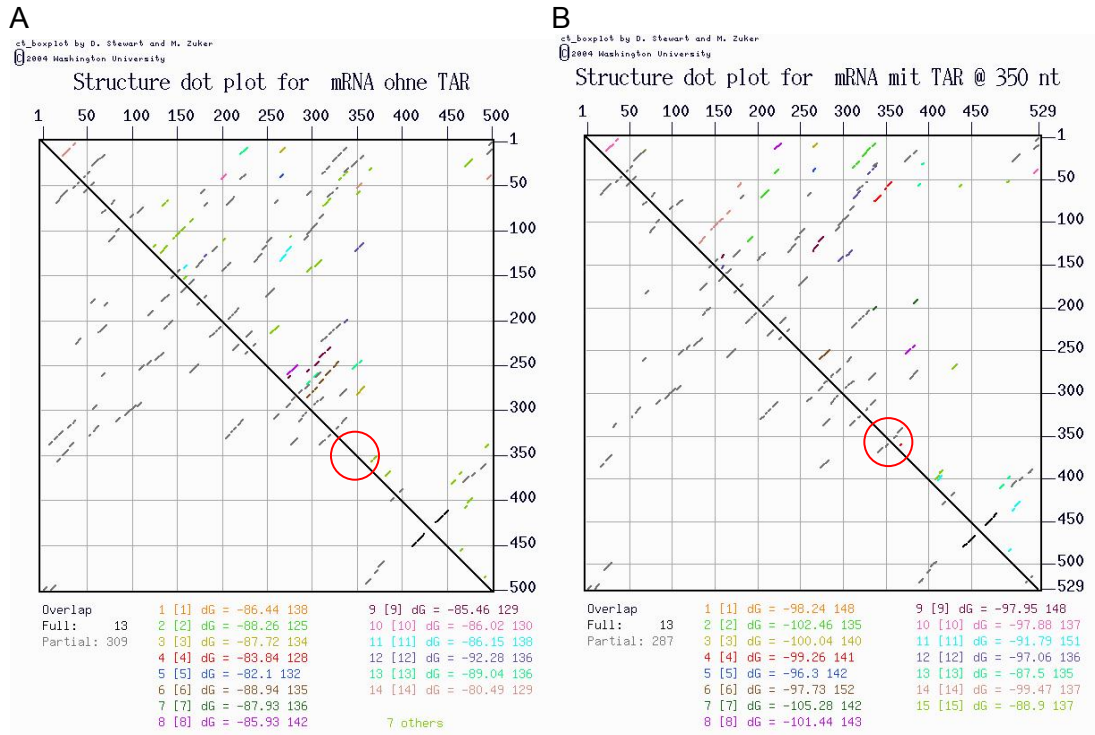 A
ct_boxplot by D. Stewart and M. Zuker
©2004 Washington University
Structure dot plot for mRNA ohne TAR
1 50 100 150 200 250 300 350 400 450 500
1
50
100
150
200
250
300
350
400
450
500
Overlap
Full: 13
Partial: 309
1 [1] dG = -86.44 138
2 [2] dG = -88.26 125
3 [3] dG = -87.72 134
4 [4] dG = -83.84 128
5 [5] dG = -82.1 132
6 [6] dG = -88.94 135
7 [7] dG = -87.93 136
8 [8] dG = -85.93 142
9 [9] dG = -85.46 129
10 [10] dG = -86.02 130
11 [11] dG = -86.15 138
12 [12] dG = -92.28 136
13 [13] dG = -89.04 136
14 [14] dG = -80.49 129
7 others
B
ct_boxplot by D. Stewart and M. Zuker
©2004 Washington University
Structure dot plot for mRNA mit TAR @ 350 nt
1 50 100 150 200 250 300 350 400 450 529
1
50
100
150
200
250
300
350
400
450
500
529
Overlap
Full: 13
Partial: 287
1 [1] dG = -98.24 148
2 [2] dG = -102.46 135
3 [3] dG = -100.04 140
4 [4] dG = -99.26 141
5 [5] dG = -96.3 142
6 [6] dG = -97.73 152
7 [7] dG = -105.28 142
8 [8] dG = -101.44 143
9 [9] dG = -97.95 148
10 [10] dG = -97.88 137
11 [11] dG = -91.79 151
12 [12] dG = -97.06 136
13 [13] dG = -87.5 135
14 [14] dG = -99.47 137
15 [15] dG = -88.9 137